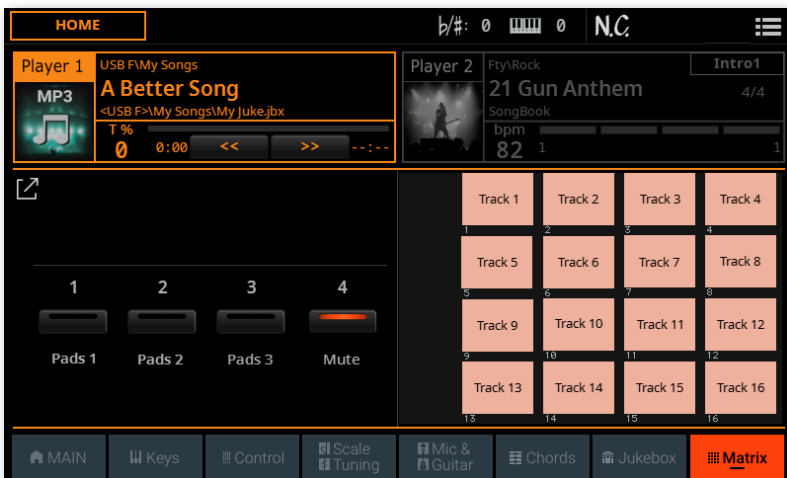 HOME
♭/#: 0 0 N.C.
Player 1 USB F\My Songs
MP3
A Better Song
<USB F>\My Songs\My Juke.jbx
T %
0 0:00 << >> --:--
Player 2 Fty\Rock Intro1
21 Gun Anthem 4/4
SongBook
bpm
82 1 1
Track 1 Track 2 Track 3 Track 4
1 2 3 4
Track 5 Track 6 Track 7 Track 8
5 6 7 8
Track 9 Track 10 Track 11 Track 12
9 10 11 12
Track 13 Track 14 Track 15 Track 16
13 14 15 16
1 2 3 4
Pads 1 Pads 2 Pads 3 Mute
MAIN
Keys
Control
Scale
Tuning
Mic &
Guitar
Chords
Jukebox
Matrix